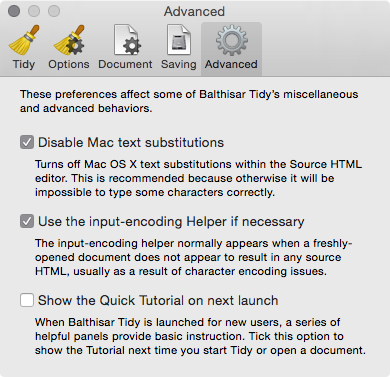 Advanced
Tidy Options Document Saving Advanced
These preferences affect some of Balthisar Tidy's miscellaneous
and advanced behaviors.
Disable Mac text substitutions
Turns off Mac OS X text substitutions within the Source HTML
editor. This is recommended because otherwise it will be
impossible to type some characters correctly.
Use the input-encoding Helper if necessary
The input-encoding helper normally appears when a freshly-
opened document does not appear to result in any source
HTML, usually as a result of character encoding issues.
Show the Quick Tutorial on next launch
When Balthisar Tidy is launched for new users, a series of
helpful panels provide basic instruction. Tick this option to
show the Tutorial next time you start Tidy or open a document.